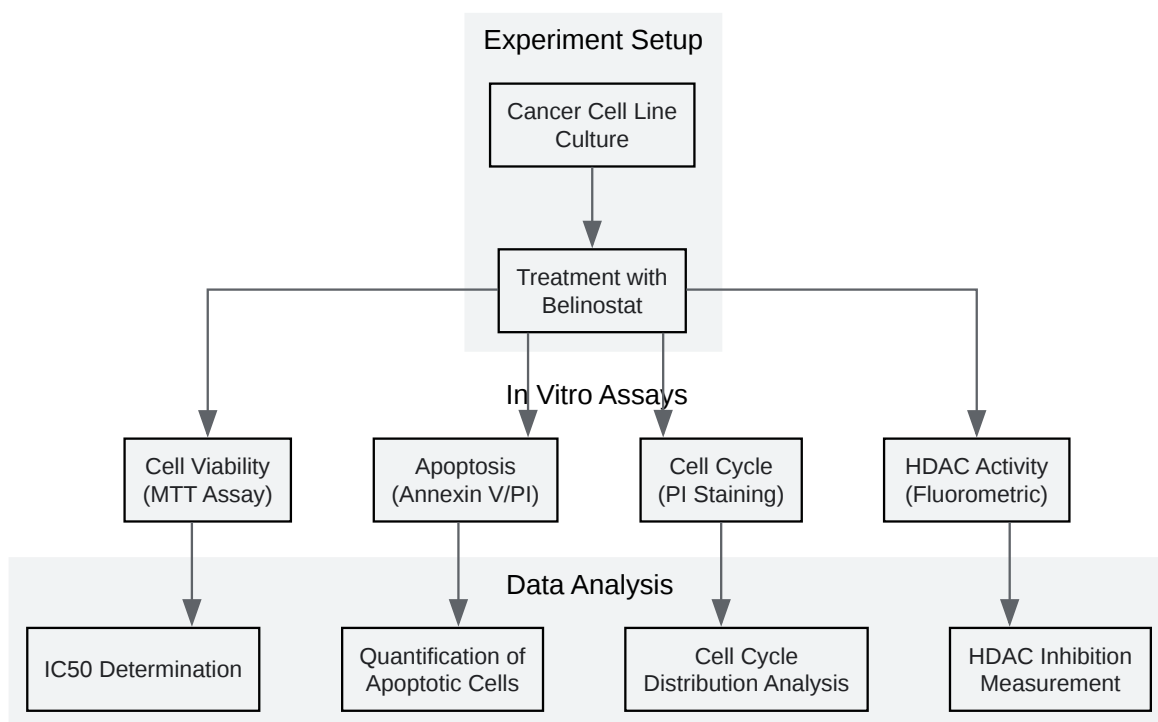 Experiment Setup
Cancer Cell Line
Culture
Treatment with
Belinostat
In Vitro Assays
Cell Viability
(MTT Assay)
Apoptosis
(Annexin V/PI)
Cell Cycle
(PI Staining)
HDAC Activity
(Fluorometric)
Data Analysis
IC50 Determination
Quantification of
Apoptotic Cells
Cell Cycle
Distribution Analysis
HDAC Inhibition
Measurement